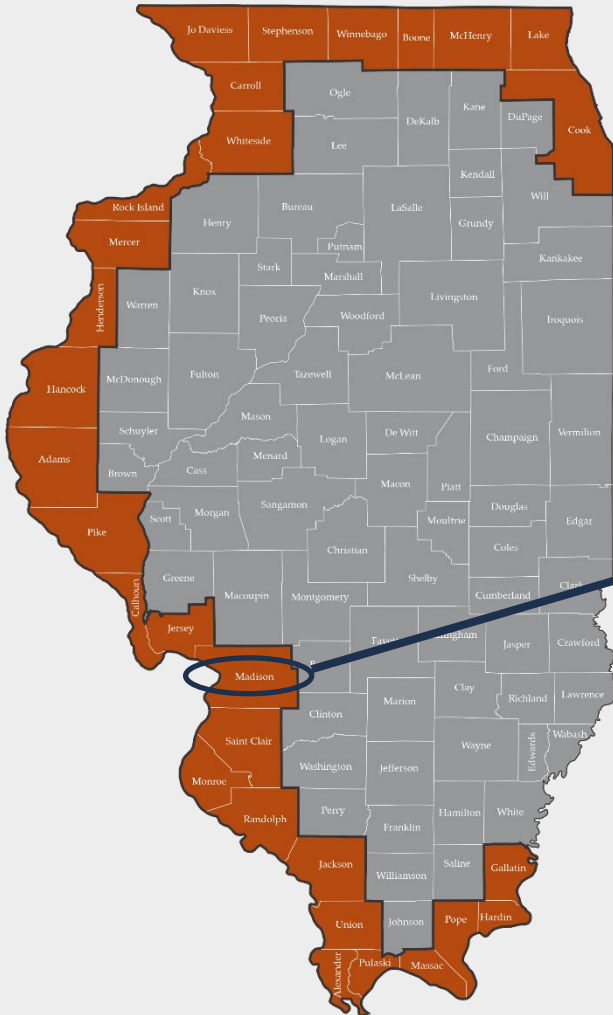 Jo Daviess
Stephenson
Winnebago
Boone
McHenry
Lake
Carroll
Ogle
DeKalb
Kane
DuPage
Cook
Whiteside
Lee
Kendall
Will
Rock Island
Henry
Bureau
LaSalle
Grundy
Mercer
Putnam
Kankakee
Stark
Marshall
Henderson
Warren
Knox
Peoria
Woodford
Livingston
Iroquois
Hancock
McDonough
Fulton
Tazewell
McLean
Ford
Mason
Schuyler
Logan
De Witt
Champaign
Vermilion
Adams
Brown
Cass
Menard
Macon
Piatt
Scott
Morgan
Sangamon
Douglas
Pike
Moultrie
Edgar
Christian
Coles
Greene
Shelby
Calhoun
Macoupin
Montgomery
Cumberland
Jersey
Jasper
Crawford
Madison
Clay
Richland
Lawrence
Marion
Clinton
Wabash
Saint Clair
Wayne
Edwards
Washington
Jefferson
Monroe
Randolph
Perry
Hamilton
White
Franklin
Jackson
Saline
Gallatin
Williamson
Union
Johnson
Pope
Hardin
Alexander
Pulaski
Massac